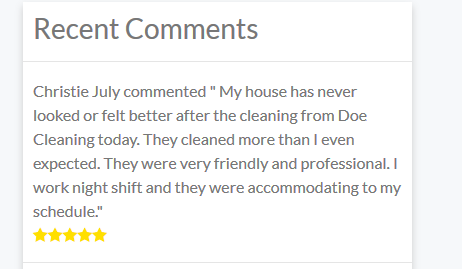 Recent Comments
Christie July commented " My house has never
looked or felt better after the cleaning from Doe
Cleaning today. They cleaned more than I even
expected. They were very friendly and professional. I
work night shift and they were accommodating to my
schedule."